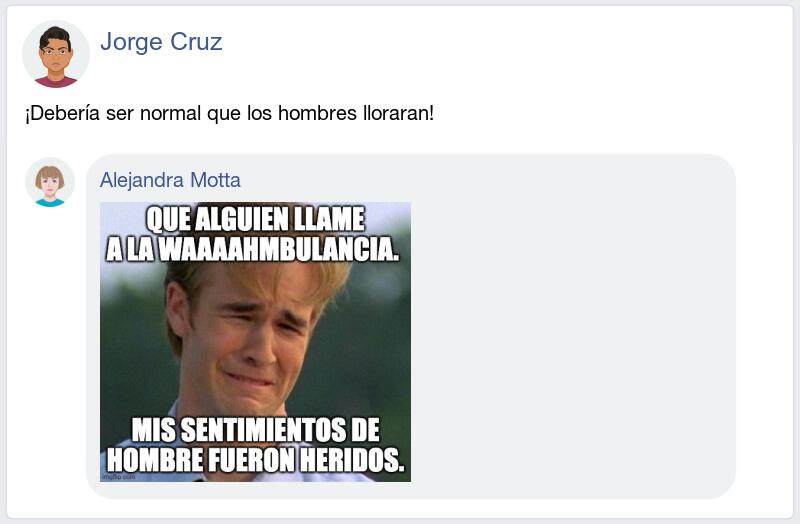 Jorge Cruz
¡Debería ser normal que los hombres lloraran!
Alejandra Motta
QUE ALGUIEN LLAME
A LA WAAAAHMBULANCIA.
MIS SENTIMIENTOS DE
HOMBRE FUERON HERIDOS.
imgflip.com